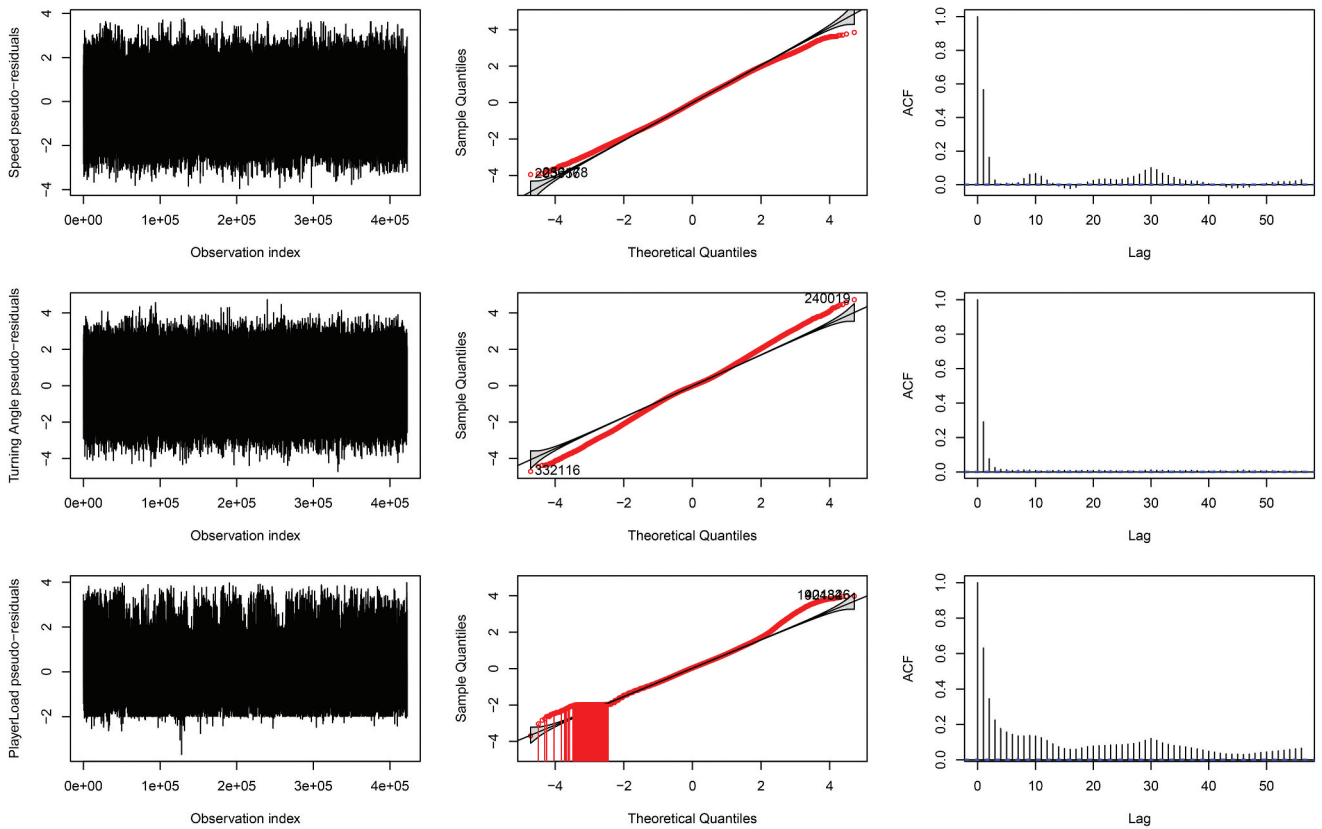 Speed pseudo−residuals
4
2
0
−2
−4
0e+00 1e+05 2e+05 3e+05 4e+05
Observation index
Sample Quantiles
4
2
0
−2
−4
−4 −2 0 2 4
Theoretical Quantiles
ACF
1.0
0.8
0.6
0.4
0.2
0.0
0 10 20 30 40 50
Lag
Turning Angle pseudo−residuals
4
2
0
−2
−4
0e+00 1e+05 2e+05 3e+05 4e+05
Observation index
Sample Quantiles
4
2
0
−2
−4
240019
332116
−4 −2 0 2 4
Theoretical Quantiles
ACF
1.0
0.8
0.6
0.4
0.2
0.0
0 10 20 30 40 50
Lag
PlayerLoad pseudo−residuals
4
2
0
−2
−4
0e+00 1e+05 2e+05 3e+05 4e+05
Observation index
Sample Quantiles
4
2
0
−2
−4
−4 −2 0 2 4
Theoretical Quantiles
ACF
1.0
0.8
0.6
0.4
0.2
0.0
0 10 20 30 40 50
Lag